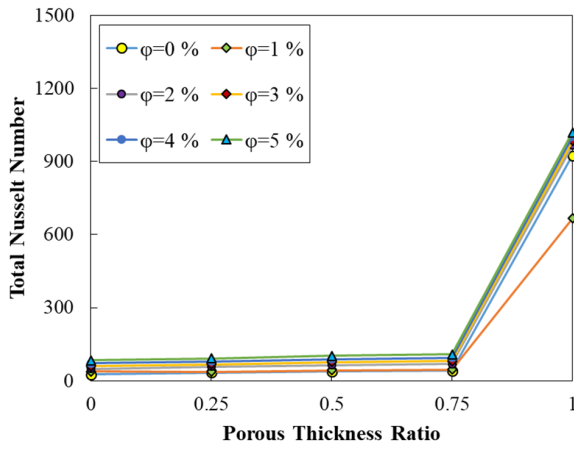 1500
1200
900
600
300
0
Total Nusselt Number
φ=0 % φ=1 %
φ=2 % φ=3 %
φ=4 % φ=5 %
0 0.25 0.5 0.75 1
Porous Thickness Ratio